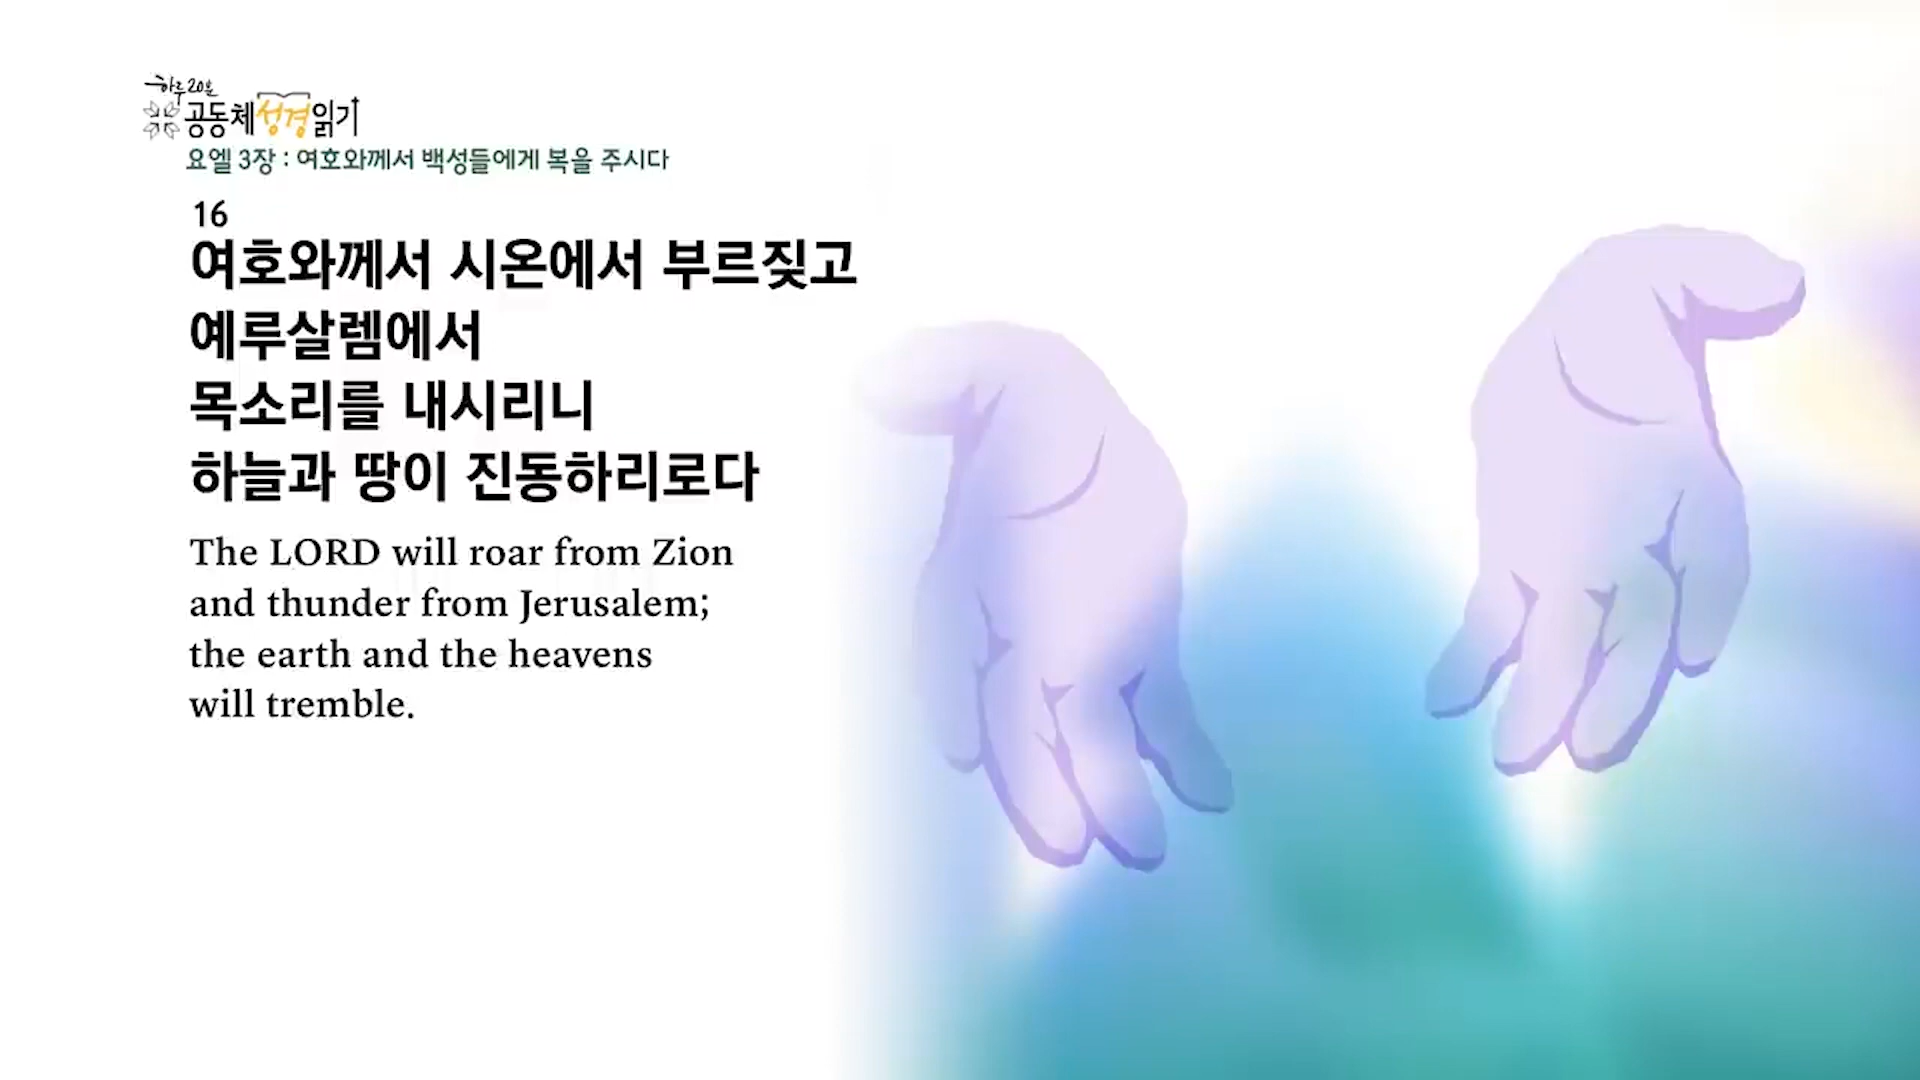 하루 20분
공동체성경읽기
요엘 3장 : 여호와께서 백성들에게 복을 주시다
16
여호와께서 시온에서 부르짖고
예루살렘에서
목소리를 내시리니
하늘과 땅이 진동하리로다
The LORD will roar from Zion
and thunder from Jerusalem;
the earth and the heavens
will tremble.